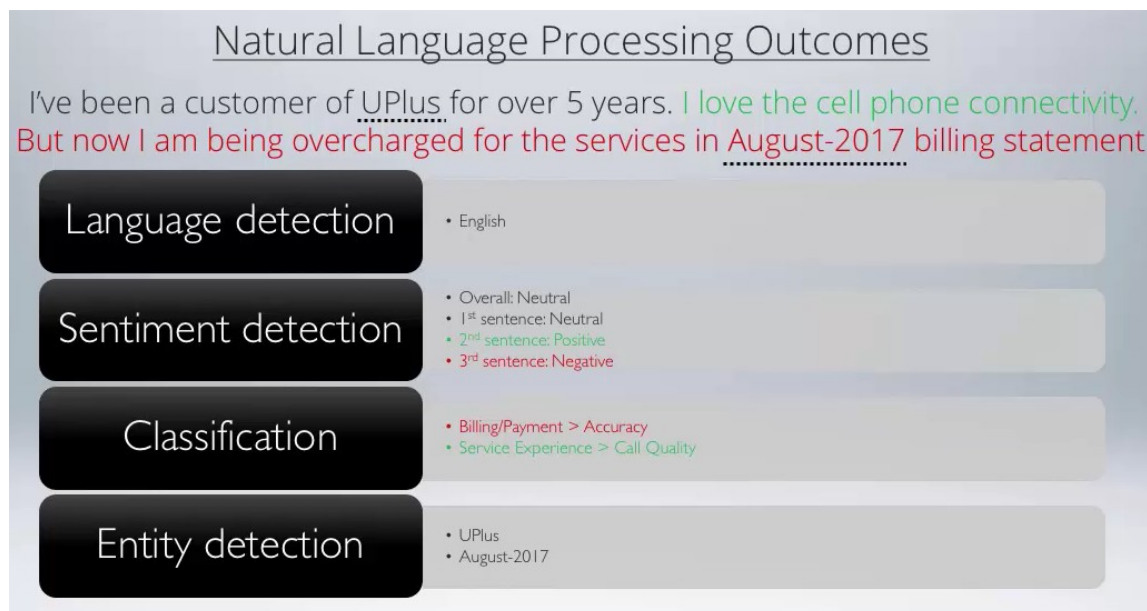 Natural Language Processing Outcomes
I've been a customer of UPlus for over 5 years. I love the cell phone connectivity.
But now I am being overcharged for the services in August-2017 billing statement
Language detection
• English
Sentiment detection
• Overall: Neutral
• 1st sentence: Neutral
• 2nd sentence: Positive
• 3rd sentence: Negative
Classification
• Billing/Payment > Accuracy
• Service Experience > Call Quality
Entity detection
• UPlus
• August-2017